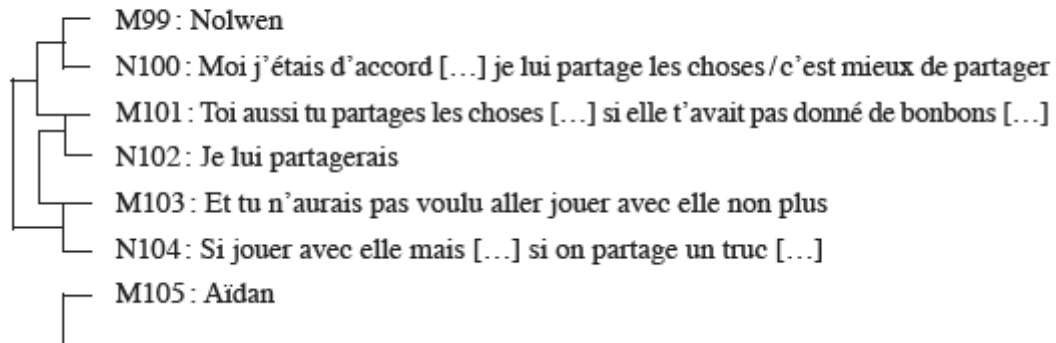 M99 : Nolwen
N100 : Moi j’étais d’accord […] je lui partage les choses / c’est mieux de partager
M101 : Toi aussi tu partages les choses […] si elle t’avait pas donné de bonbons […]
N102 : Je lui partagerais
M103 : Et tu n’aurais pas voulu aller jouer avec elle non plus
N104 : Si jouer avec elle mais […] si on partage un truc […]
M105 : Aïdan